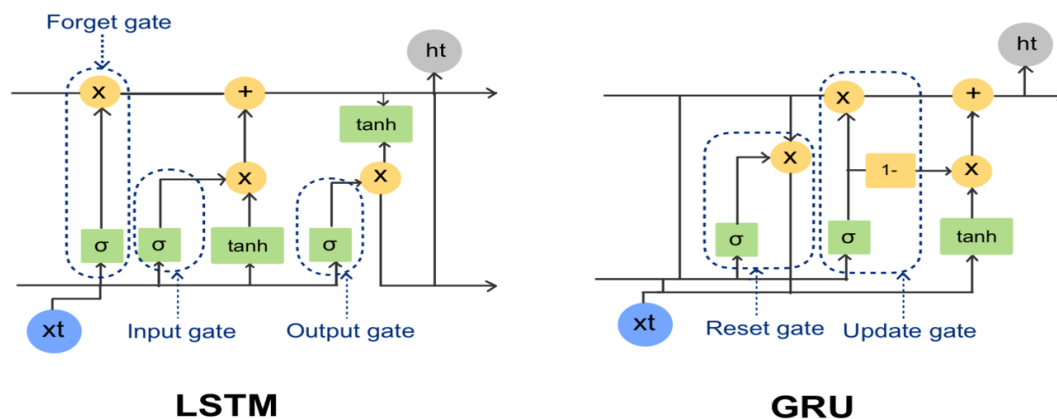 Forget gate
ht
x
+
tanh
x
x
σ
σ
tanh
σ
xt
Input gate
Output gate
LSTM
ht
x
+
x
1-
x
σ
σ
tanh
xt
Reset gate
Update gate
GRU